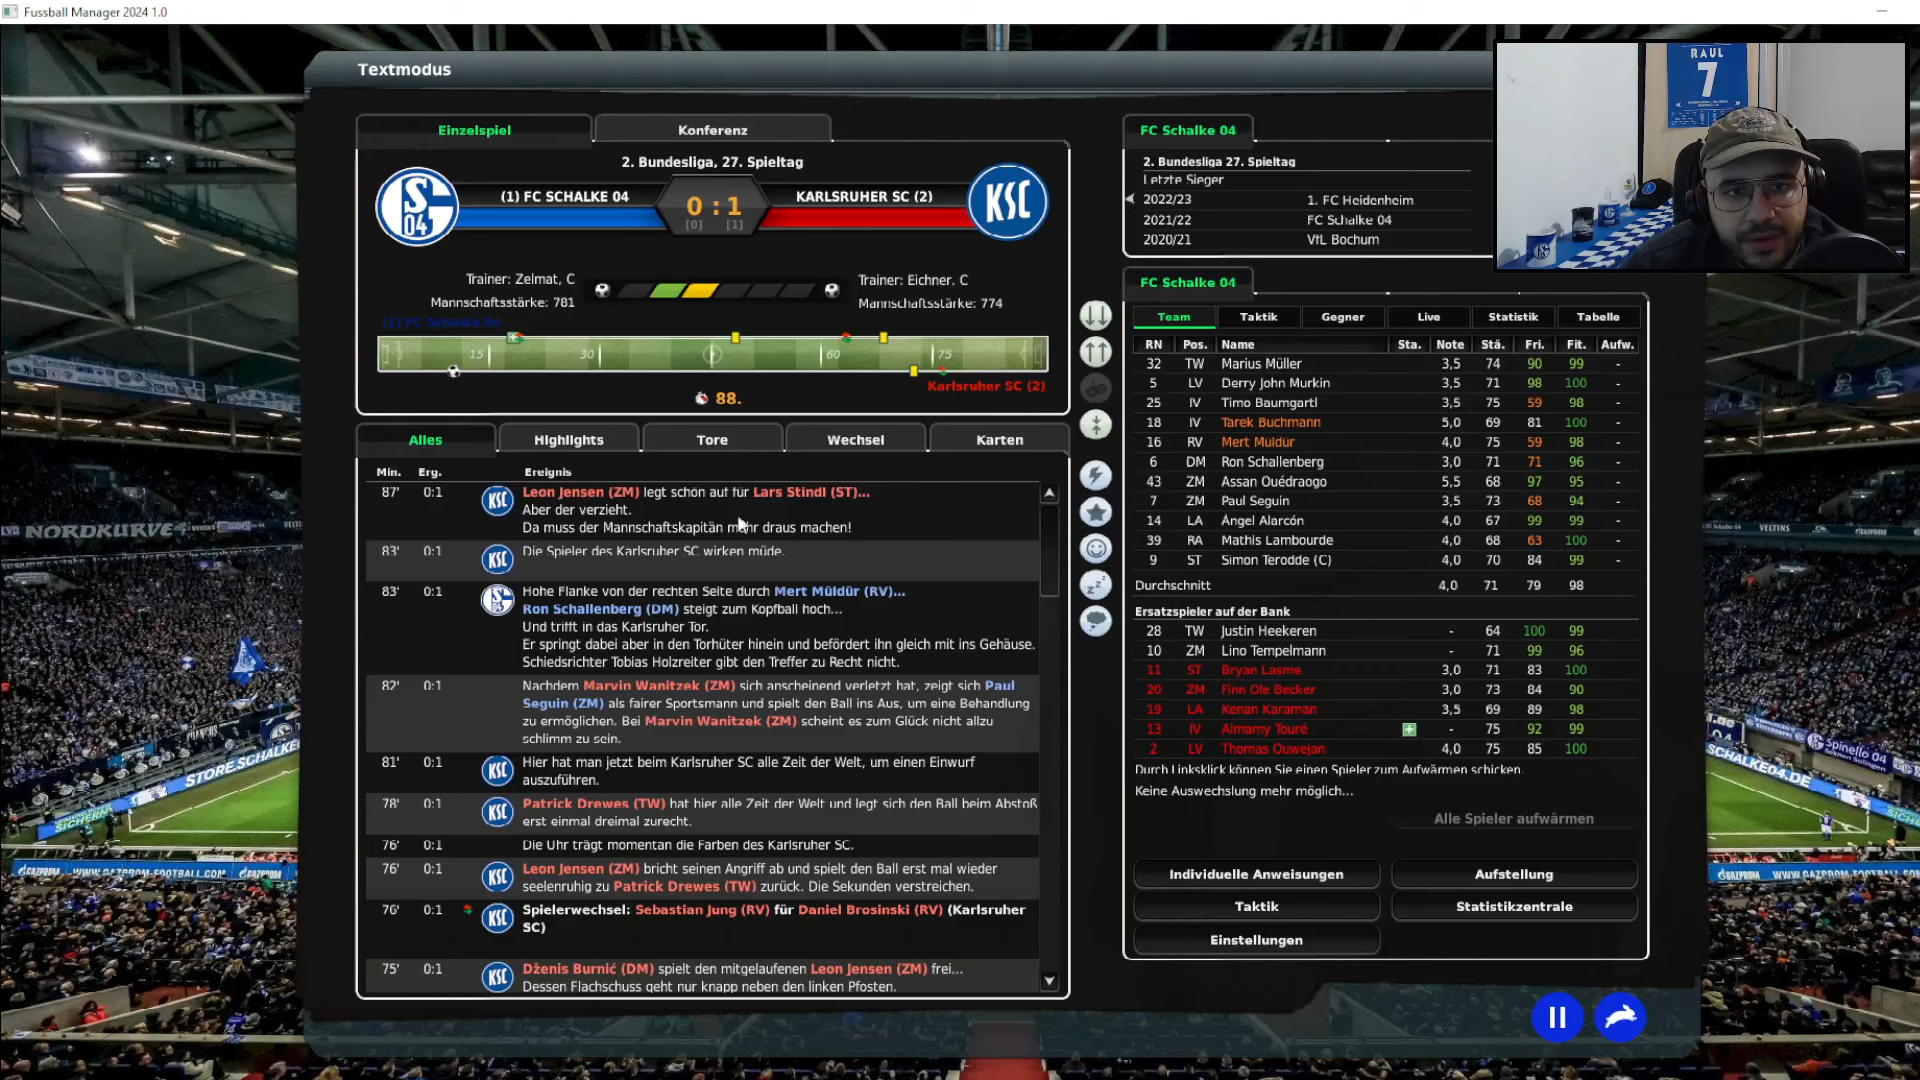 Fussball Manager 2024 1.0
Textmodus
Einzelspiel
Konferenz
2. Bundesliga, 27. Spieltag
(1) FC SCHALKE 04
0 : 1
KARLSRUHER SC (2)
[0] [1]
S 04
KSC
Trainer: Zelmat, C
Mannschaftsstärke: 781
Trainer: Eichner, C
Mannschaftsstärke: 774
(1) FC Schalke 04
15 30 60 75
Karlsruher SC (2)
88.
Alles Highlights Tore Wechsel Karten
Min. Erg. Ereignis
87' 0:1 KSC Leon Jensen (ZM) legt schön auf für Lars Stindl (ST)...
Aber der verzieht.
Da muss der Mannschaftskapitän mehr draus machen!
83' 0:1 KSC Die Spieler des Karlsruher SC wirken müde.
83' 0:1 Hohe Flanke von der rechten Seite durch Mert Müldür (RV)...
Ron Schallenberg (DM) steigt zum Kopfball hoch...
Und trifft in das Karlsruher Tor.
Er springt dabei aber in den Torhüter hinein und befördert ihn gleich mit ins Gehäuse.
Schiedsrichter Tobias Holzreiter gibt den Treffer zu Recht nicht.
82' 0:1 Nachdem Marvin Wanitzek (ZM) sich anscheinend verletzt hat, zeigt sich Paul
Seguin (ZM) als fairer Sportsmann und spielt den Ball ins Aus, um eine Behandlung
zu ermöglichen. Bei Marvin Wanitzek (ZM) scheint es zum Glück nicht allzu
schlimm zu sein.
81' 0:1 KSC Hier hat man jetzt beim Karlsruher SC alle Zeit der Welt, um einen Einwurf
auszuführen.
78' 0:1 KSC Patrick Drewes (TW) hat hier alle Zeit der Welt und legt sich den Ball beim Abstoß
erst einmal dreimal zurecht.
76' 0:1 Die Uhr trägt momentan die Farben des Karlsruher SC.
76' 0:1 KSC Leon Jensen (ZM) bricht seinen Angriff ab und spielt den Ball erst mal wieder
seelenruhig zu Patrick Drewes (TW) zurück. Die Sekunden verstreichen.
76' 0:1 KSC Spielerwechsel: Sebastian Jung (RV) für Daniel Brosinski (RV) (Karlsruher
SC)
75' 0:1 KSC Dženis Burnić (DM) spielt den mitgelaufenen Leon Jensen (ZM) frei...
Dessen Flachschuss geht nur knapp neben den linken Pfosten.
FC Schalke 04
2. Bundesliga 27. Spieltag
Letzte Sieger
2022/23 1. FC Heidenheim
2021/22 FC Schalke 04
2020/21 VfL Bochum
FC Schalke 04
Team Taktik Gegner Live Statistik Tabelle
RN Pos. Name Sta. Note Stä. Fri. Fit. Aufw.
32 TW Marius Müller 3,5 74 90 99 -
5 LV Derry John Murkin 3,5 71 98 100 -
25 IV Timo Baumgartl 3,5 75 59 98 -
18 IV Tarek Buchmann 5,0 69 81 100 -
16 RV Mert Müldür 4,0 75 59 98 -
6 DM Ron Schallenberg 3,0 71 71 96 -
43 ZM Assan Ouédraogo 5,5 68 97 95 -
7 ZM Paul Seguin 3,5 73 68 94 -
14 LA Ángel Alarcón 4,0 67 99 99 -
39 RA Mathis Lambourde 4,0 68 63 100 -
9 ST Simon Terodde (C) 4,0 70 84 99 -
Durchschnitt 4,0 71 79 98
Ersatzspieler auf der Bank
28 TW Justin Heekeren - 64 100 99
10 ZM Lino Tempelmann - 71 99 96
11 ST Bryan Lasme 3,0 71 83 100
20 ZM Finn Ole Becker 3,0 73 84 90
19 LA Kenan Karaman 3,5 69 89 98
13 IV Almamy Touré - 75 92 99
2 LV Thomas Ouwejan 4,0 75 85 100
Durch Linksklick können Sie einen Spieler zum Aufwärmen schicken.
Keine Auswechslung mehr möglich...
Alle Spieler aufwärmen
Individuelle Anweisungen
Aufstellung
Taktik
Statistikzentrale
Einstellungen
RAUL
7
NORDKURVE
VELTINS
STORE.SCHALKE
SCHALKE04.DE
Spinello 04
WWW.GAZPROM-FOOTBALL.COM